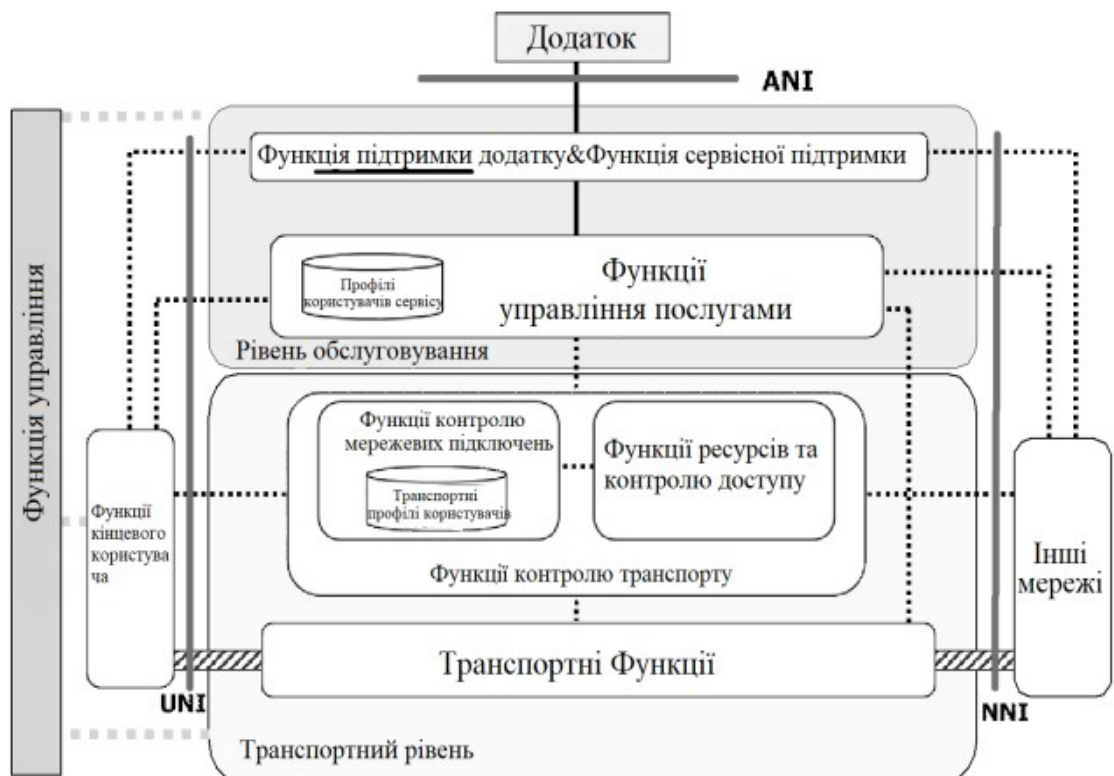 Додаток
ANI
Функція підтримки додатку&Функція сервісної підтримки
Функції
управління послугами
Профілі
користувачів сервісу
Рівень обслуговування
Функція управління
Функції контролю
мережевих підключень
Транспортні
профілі користувачів
Функції ресурсів та
контролю доступу
Функції контролю транспорту
Функції
кінцевого
користува
ча
Інші
мережі
Транспортні Функції
UNI
NNI
Транспортний рівень